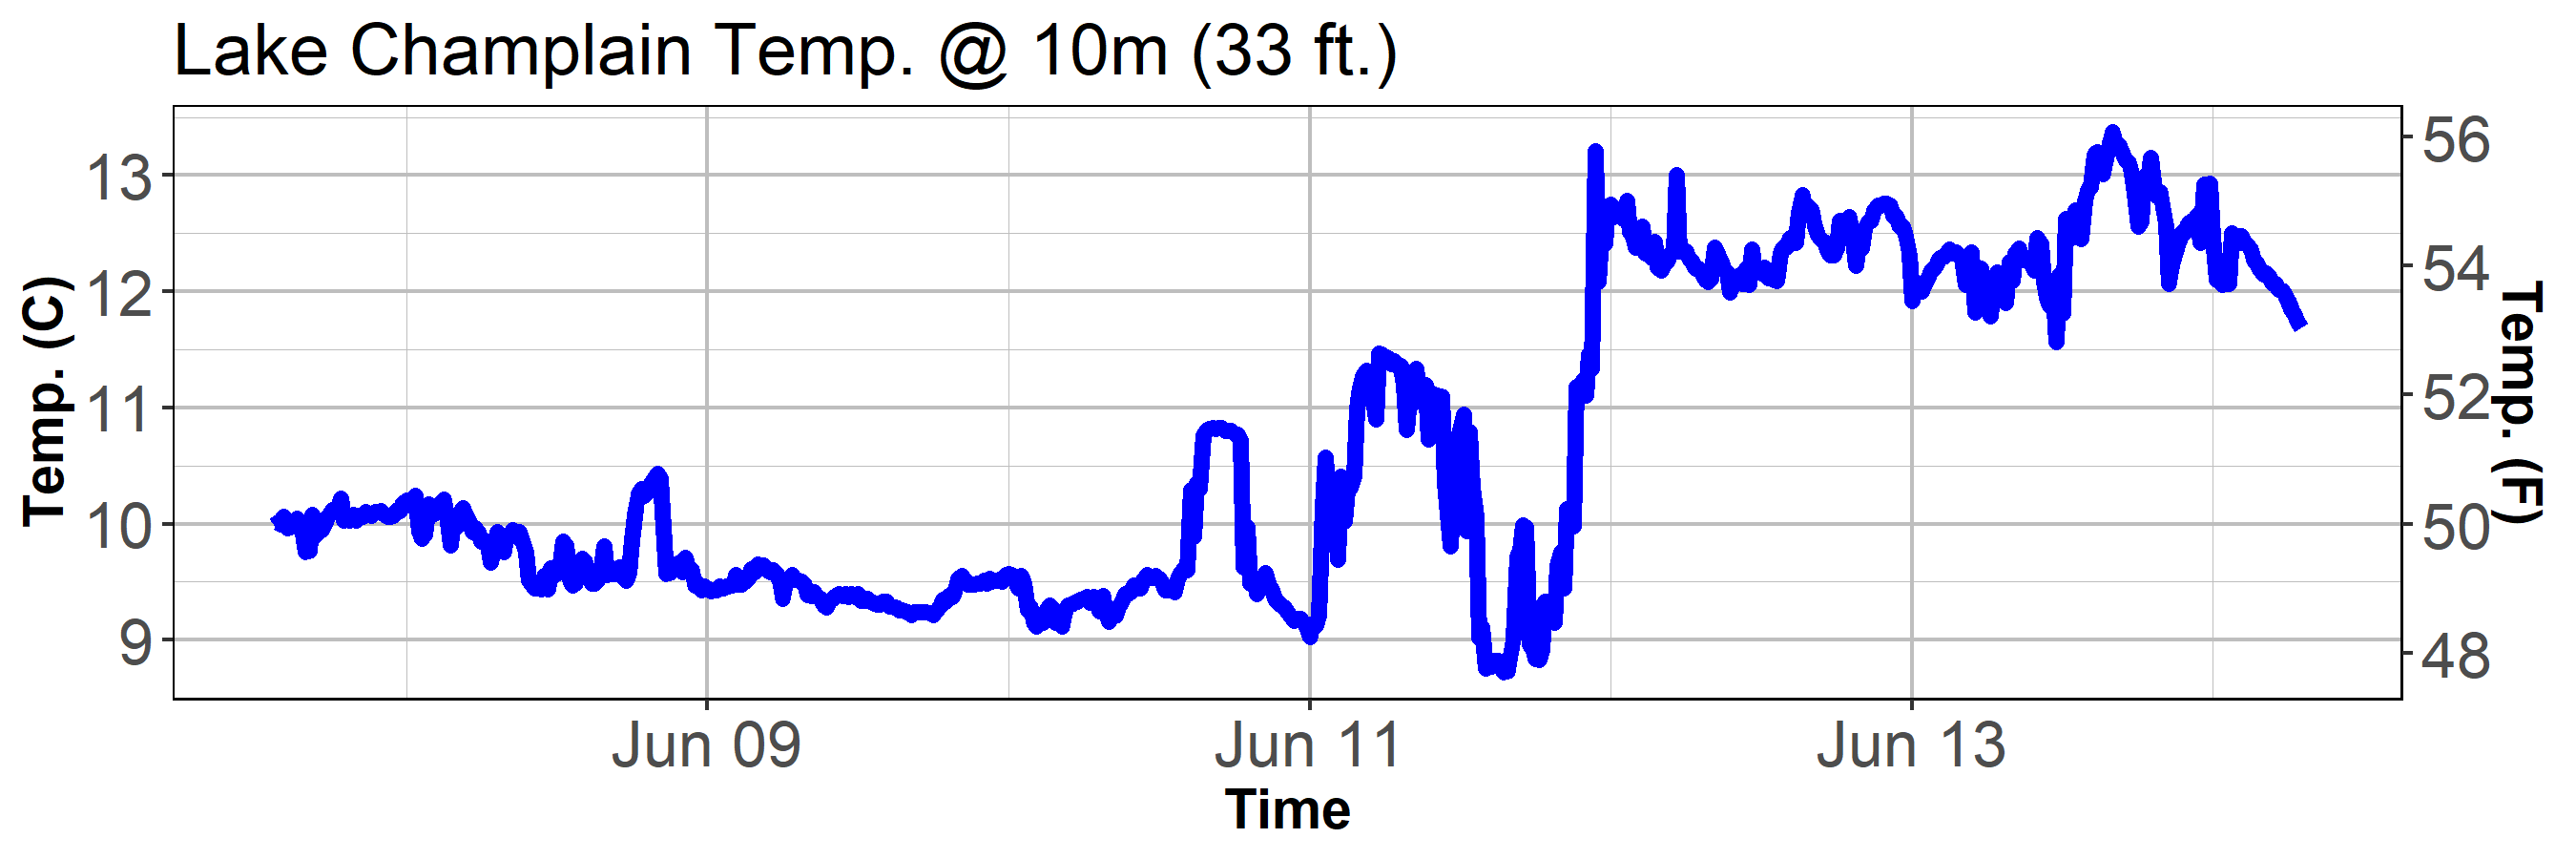 Lake Champlain Temp. @ 10m (33 ft.)
Temp. (C)
13
12
11
10
9
56
54
52
50
48
Temp. (F)
Jun 09
Jun 11
Jun 13
Time